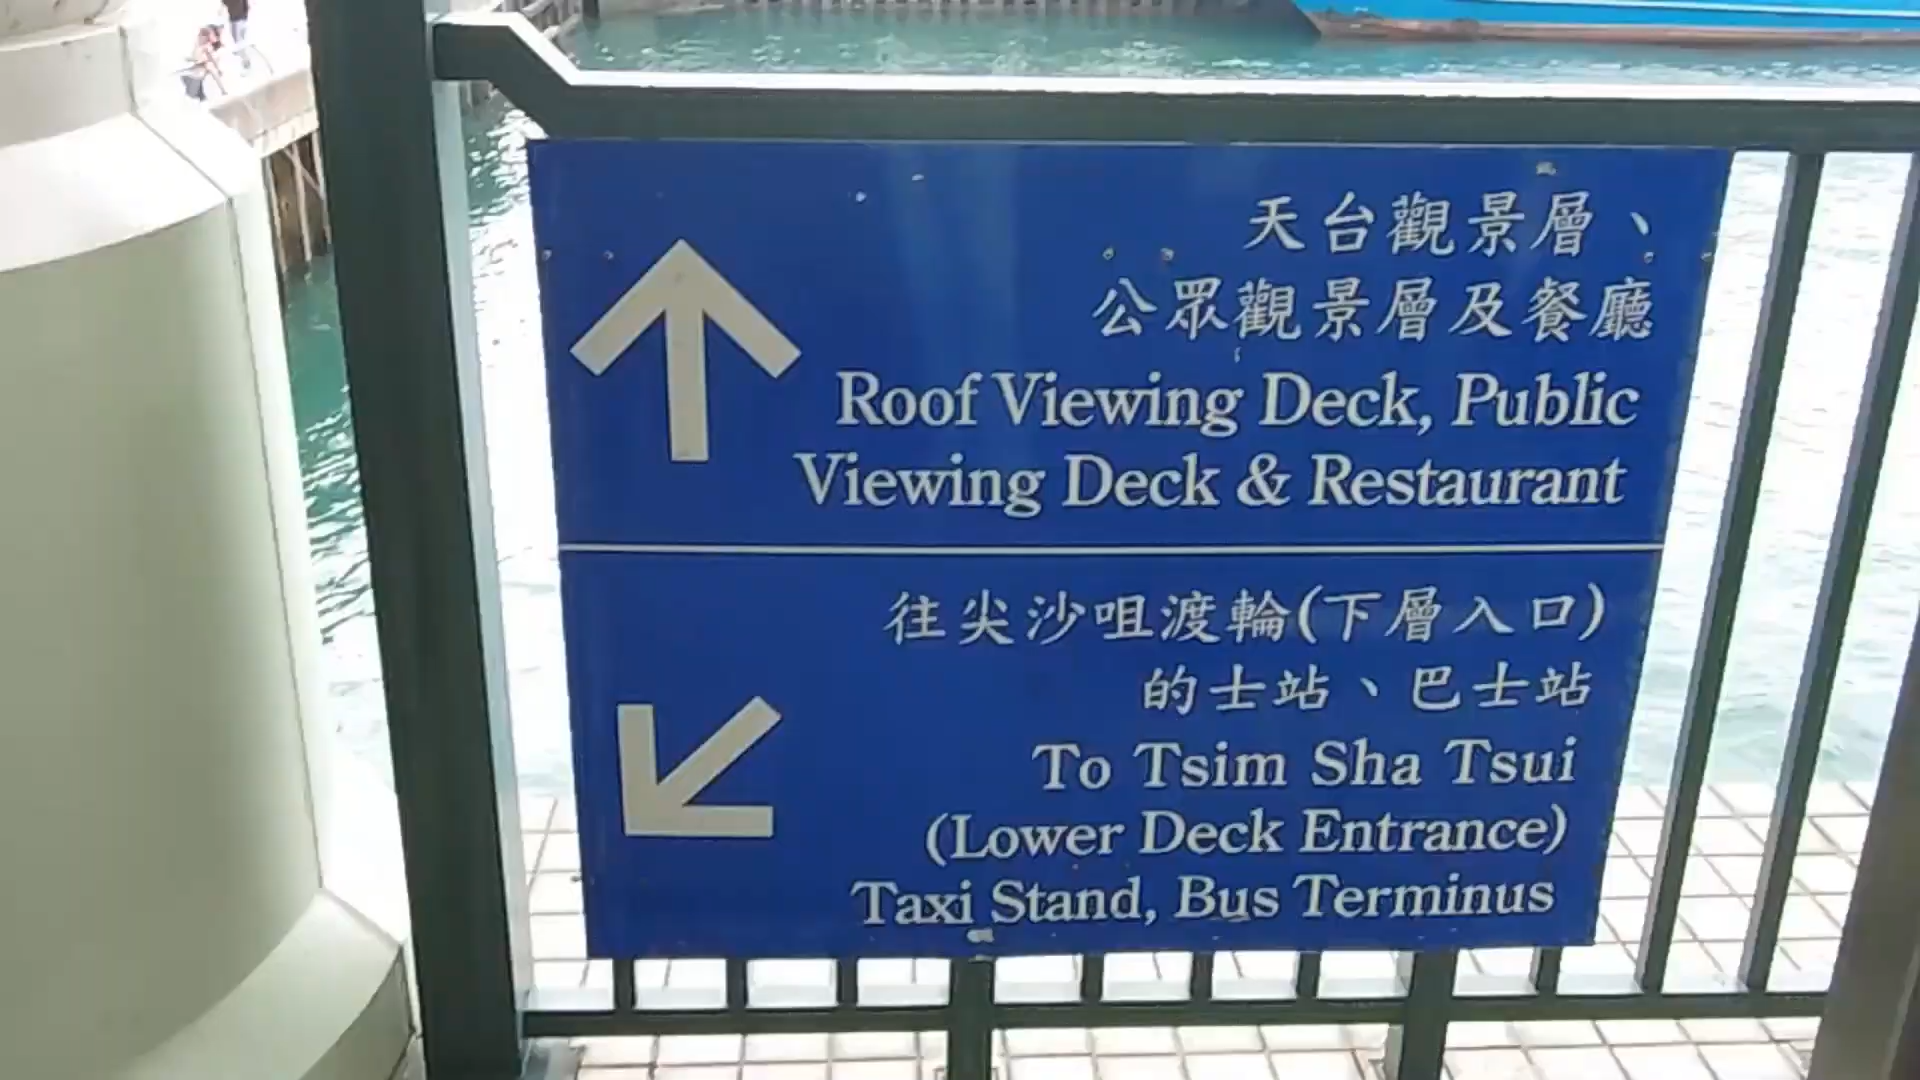 天台觀景層、
公眾觀景層及餐廳
Roof Viewing Deck, Public
Viewing Deck & Restaurant
往尖沙咀渡輪(下層入口)
的士站、巴士站
To Tsim Sha Tsui
(Lower Deck Entrance)
Taxi Stand, Bus Terminus